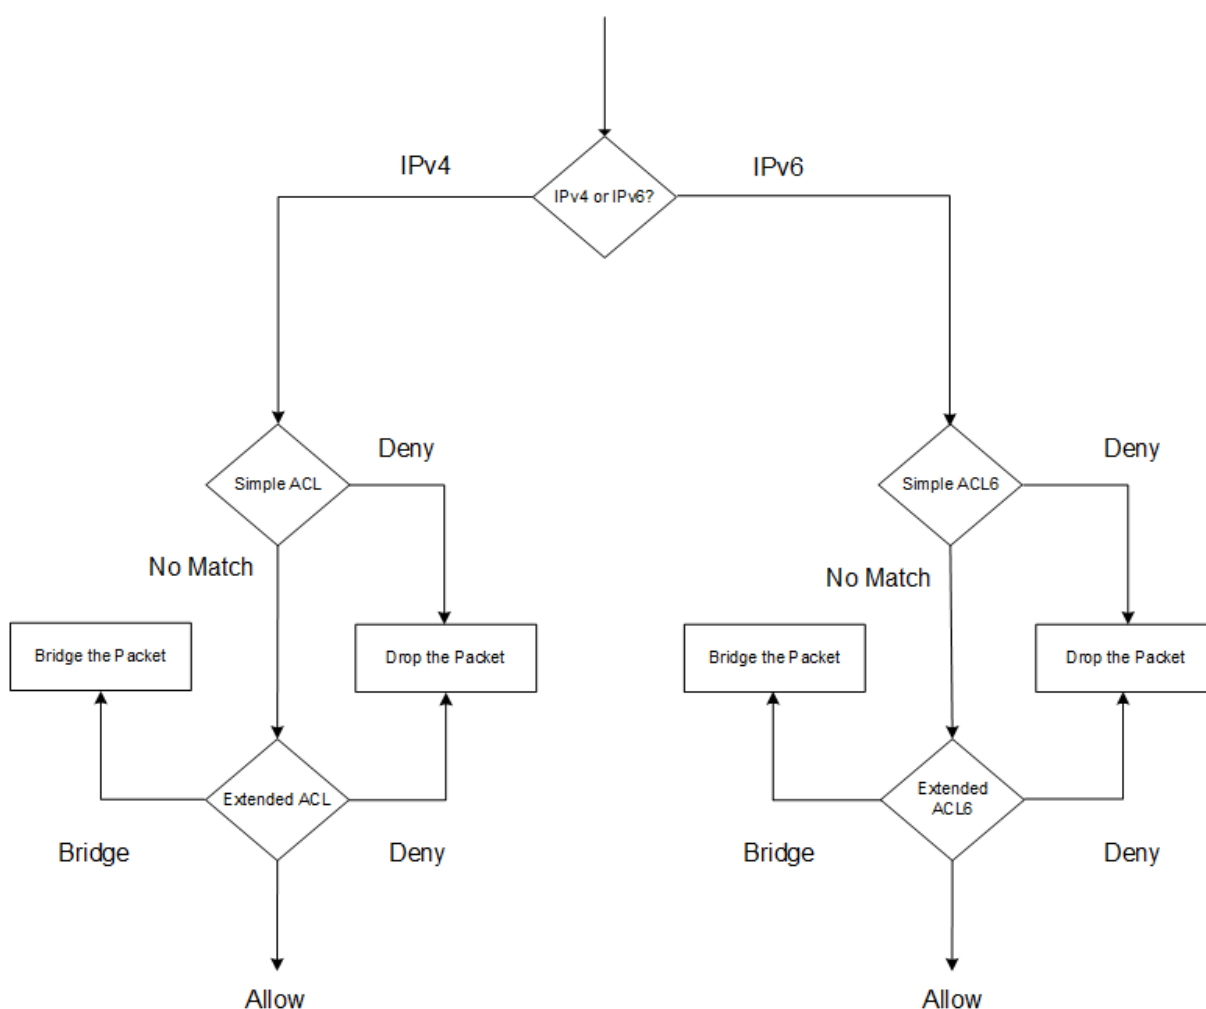 IPv4
IPv6
IPv4 or IPv6?
Deny
Deny
Simple ACL
Simple ACL6
No Match
No Match
Bridge the Packet
Drop the Packet
Bridge the Packet
Drop the Packet
Extended ACL
Extended
ACL6
Bridge
Deny
Bridge
Deny
Allow
Allow